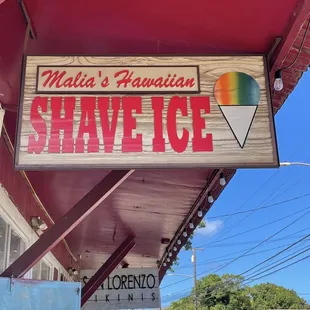 Malia's Hawaiian
SHAVE ICE
SAN LORENZO
BIKINIS